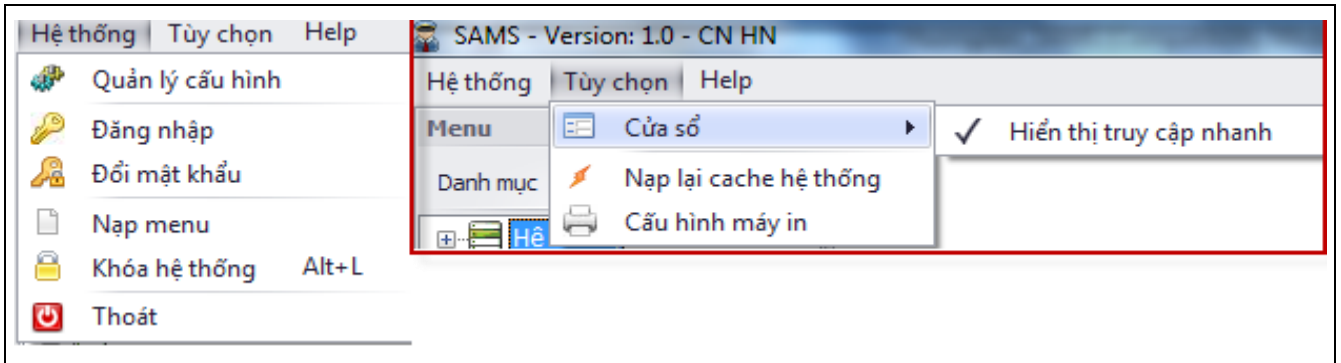 Hệ thống Tùy chọn Help
Quản lý cấu hình
Đăng nhập
Đổi mật khẩu
Nạp menu
Khóa hệ thống Alt+L
Thoát
SAMS - Version: 1.0 - CN HN
Hệ thống Tùy chọn Help
Menu
Cửa sổ
Hiển thị truy cập nhanh
Danh mục
Nạp lại cache hệ thống
Hệ
Cấu hình máy in